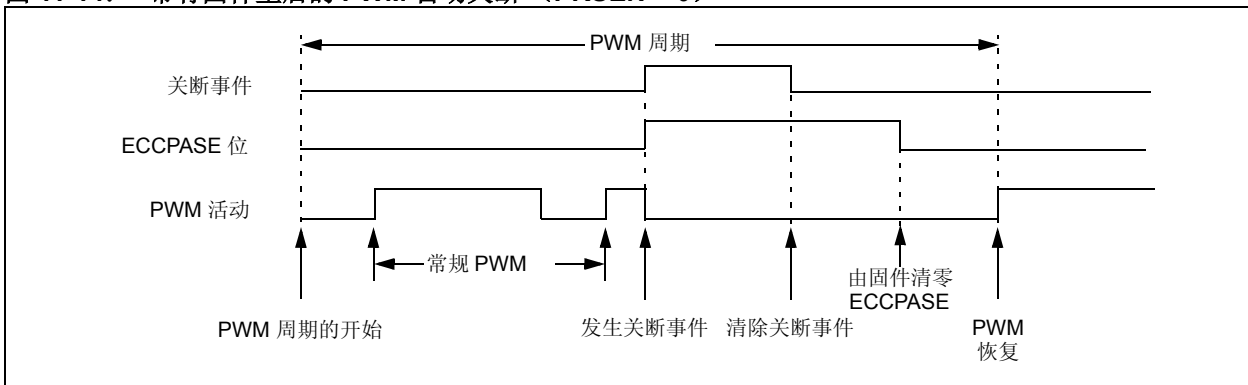 PWM 周期
关断事件
ECCPASE 位
PWM 活动
常规 PWM
由固件清零
ECCPASE
PWM 周期的开始
发生关断事件
清除关断事件
PWM
恢复